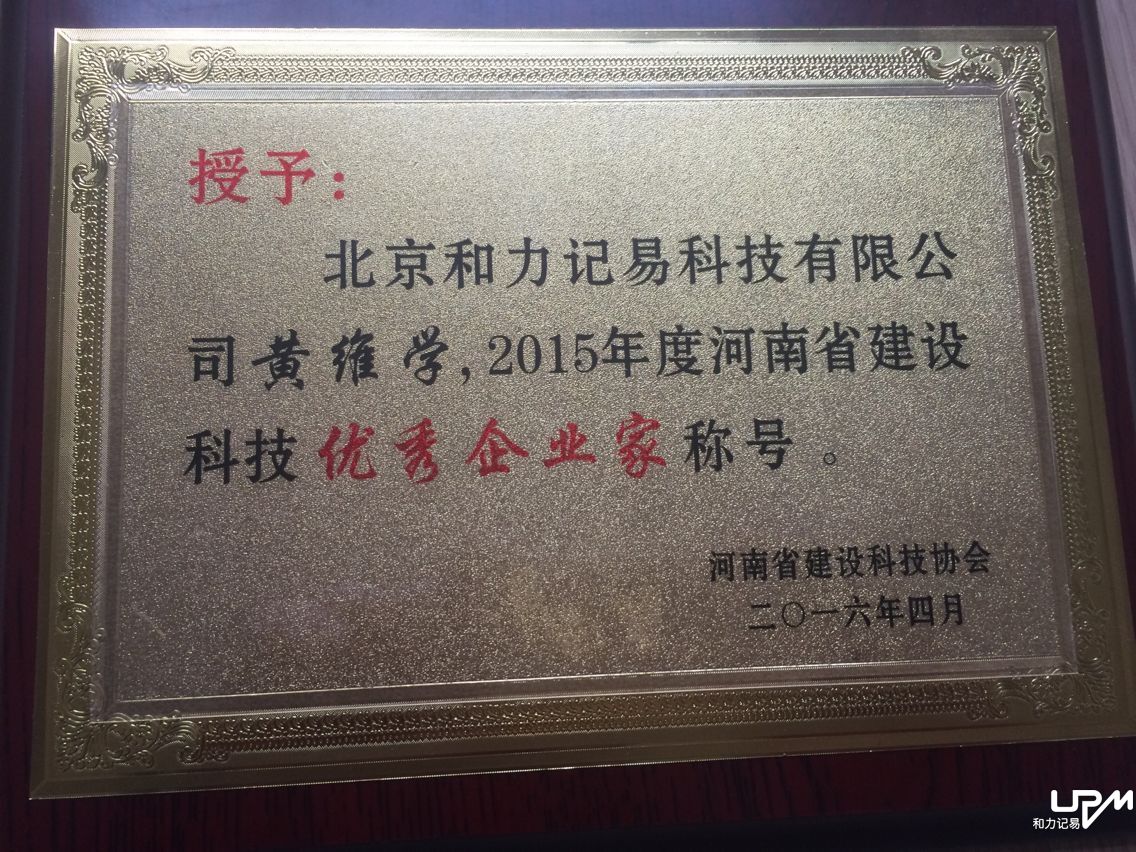 授予：
北京和力记易科技有限公
司黄维学，2015年度河南省建设
科技优秀企业家称号。
河南省建设科技协会
二〇一六年四月
UPM
和力记易